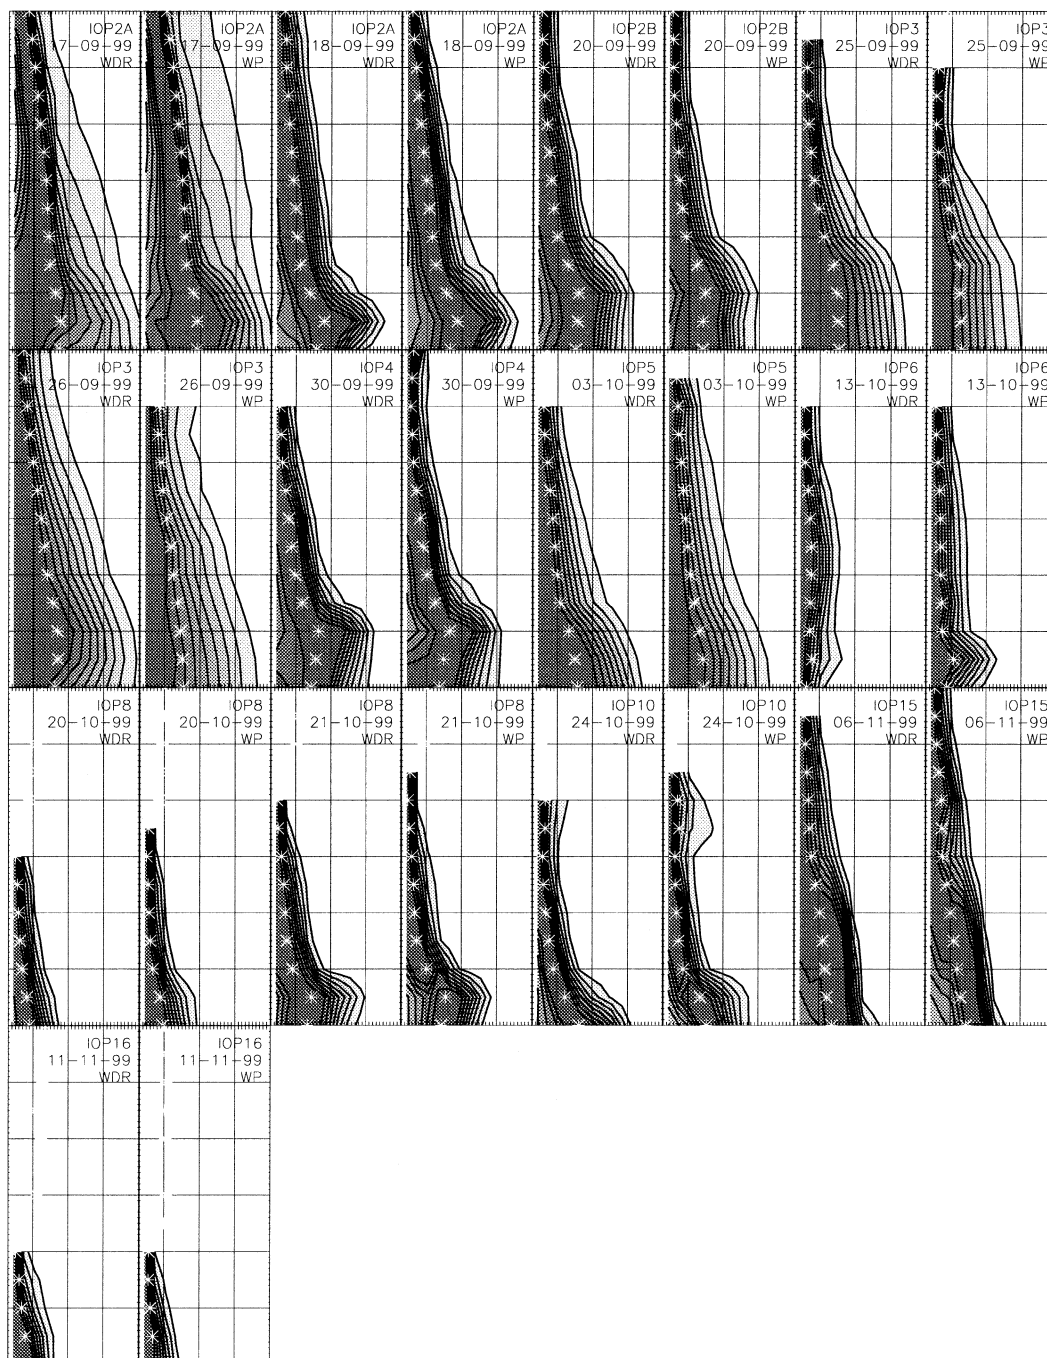 IOP2A
17-09-99
WDR
IOP2A
17-09-99
WP
IOP2A
18-09-99
WDR
IOP2A
18-09-99
WP
IOP2B
20-09-99
WDR
IOP2B
20-09-99
WP
IOP3
25-09-99
WDR
IOP3
25-09-99
WP
IOP3
26-09-99
WDR
IOP3
26-09-99
WP
IOP4
30-09-99
WDR
IOP4
30-09-99
WP
IOP5
03-10-99
WDR
IOP5
03-10-99
WP
IOP6
13-10-99
WDR
IOP6
13-10-99
WP
IOP8
20-10-99
WDR
IOP8
20-10-99
WP
IOP8
21-10-99
WDR
IOP8
21-10-99
WP
IOP10
24-10-99
WDR
IOP10
24-10-99
WP
IOP15
06-11-99
WDR
IOP15
06-11-99
WP
IOP16
11-11-99
WDR
IOP16
11-11-99
WP